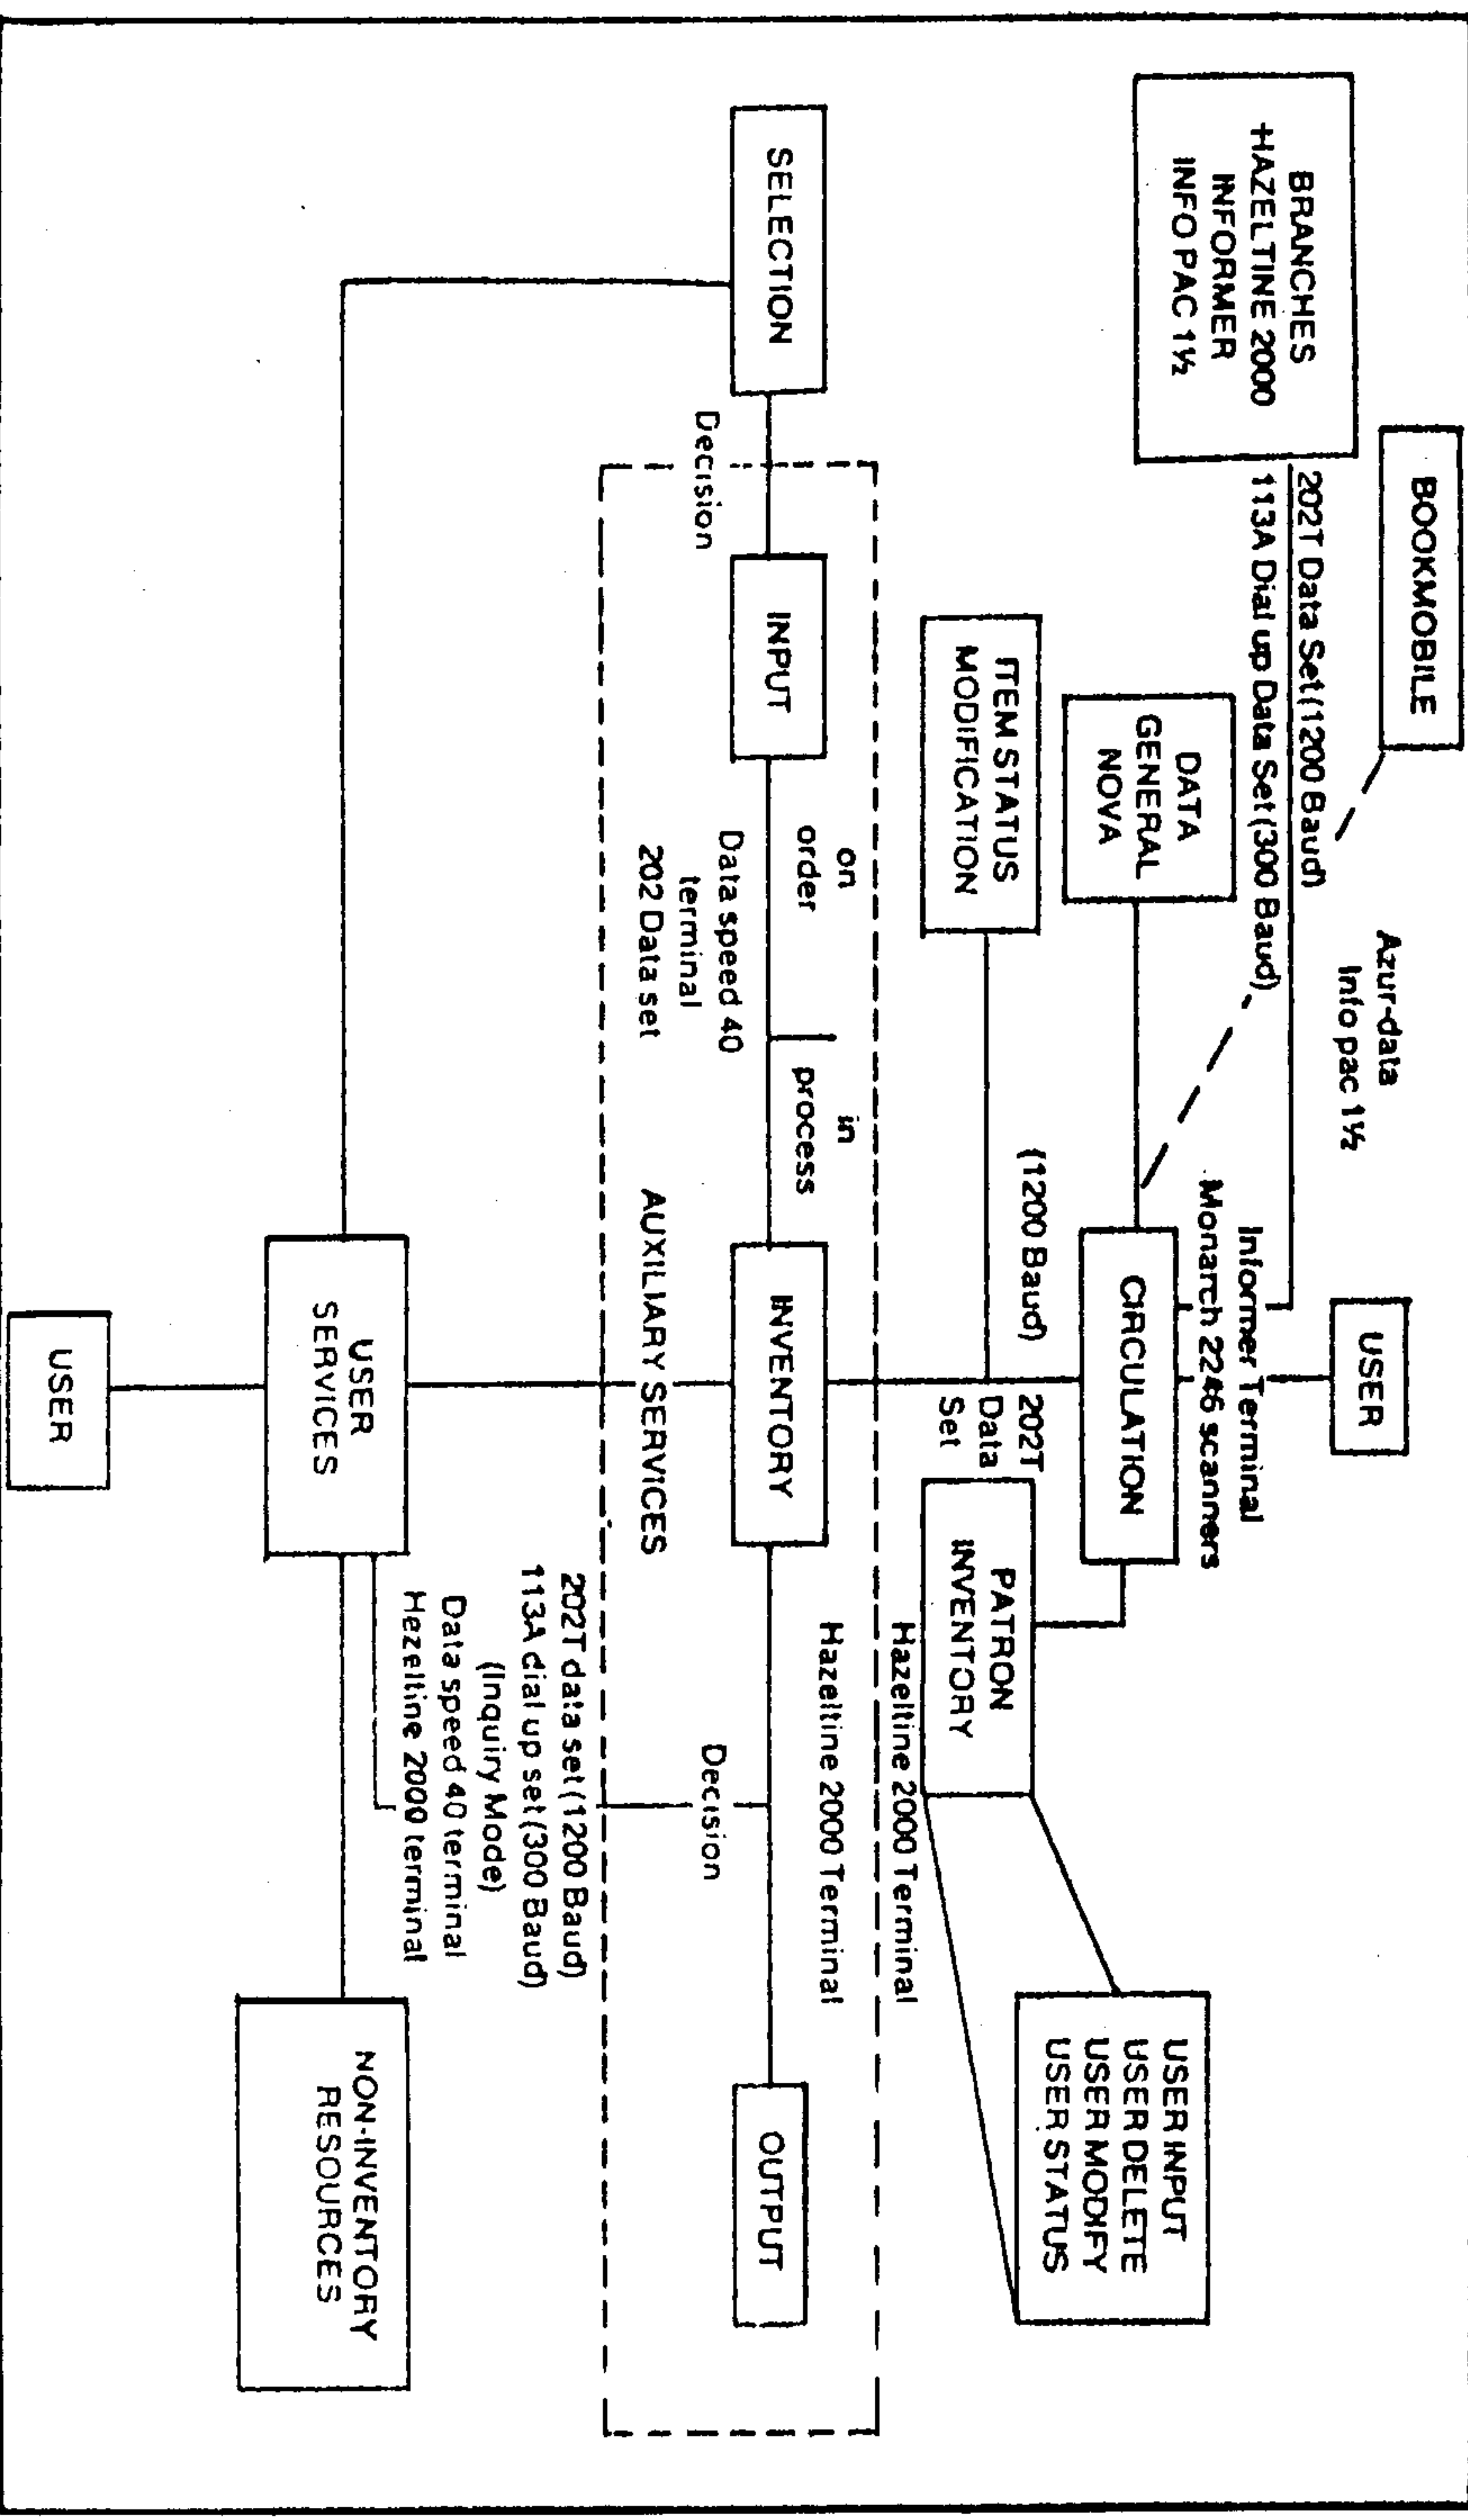 BOOKMOBILE
Azur-data
Info pac 1½
USER
BRANCHES
HAZELTINE 2000
INFORMER
INFO PAC 1½
202T Data Set (1200 Baud)
113A Dial up Data Set (300 Baud)
Informer Terminal
Monarch 2246 scanners
DATA
GENERAL
NOVA
CIRCULATION
USER INPUT
USER DELETE
USER MODIFY
USER STATUS
ITEM STATUS
MODIFICATION
(1200 Baud)
202T
Data
Set
PATRON
INVENTORY
Hazeltine 2000 Terminal
SELECTION
Decision
INPUT
on
order
Data speed 40
terminal
202 Data set
in
process
INVENTORY
Hazeltine 2000 Terminal
Decision
OUTPUT
AUXILIARY SERVICES
202T data set (1200 Baud)
113A dial up set (300 Baud)
(Inquiry Mode)
Data speed 40 terminal
Hezeltine 2000 terminal
USER
SERVICES
NON-INVENTORY
RESOURCES
USER